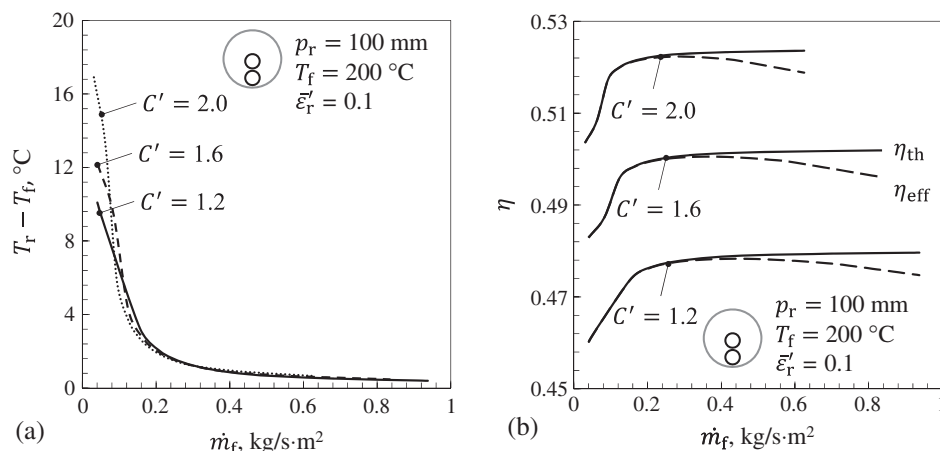 20
16
12
8
4
0
T_r − T_f, °C
p_r = 100 mm
T_f = 200 °C
ε̄′_r = 0.1
C′ = 2.0
C′ = 1.6
C′ = 1.2
0 0.2 0.4 0.6 0.8 1
(a)
ṁ_f, kg/s·m²
0.53
0.51
0.49
0.47
0.45
η
C′ = 2.0
η_th
η_eff
C′ = 1.6
C′ = 1.2
p_r = 100 mm
T_f = 200 °C
ε̄′_r = 0.1
0 0.2 0.4 0.6 0.8 1
(b)
ṁ_f, kg/s·m²